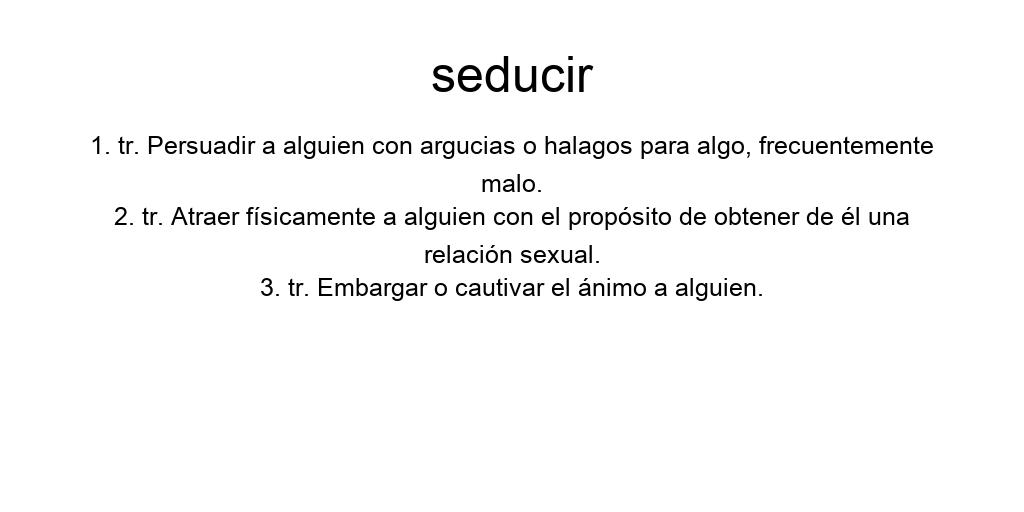 seducir
1. tr. Persuadir a alguien con argucias o halagos para algo, frecuentemente
malo.
2. tr. Atraer físicamente a alguien con el propósito de obtener de él una
relación sexual.
3. tr. Embargar o cautivar el ánimo a alguien.